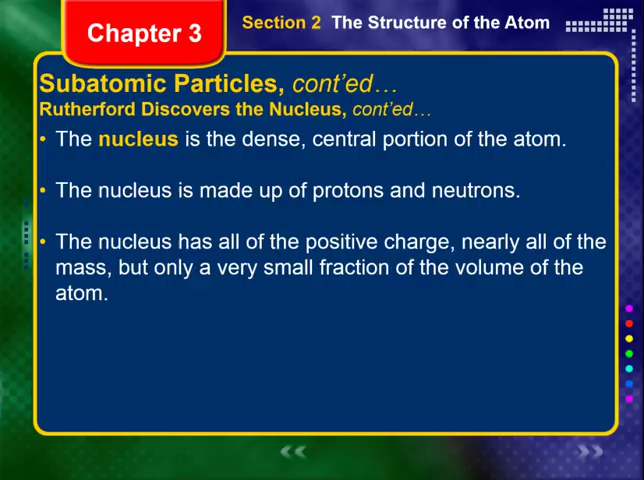 Chapter 3
Section 2 The Structure of the Atom
Subatomic Particles, cont’ed…
Rutherford Discovers the Nucleus, cont’ed…
• The nucleus is the dense, central portion of the atom.
• The nucleus is made up of protons and neutrons.
• The nucleus has all of the positive charge, nearly all of the
mass, but only a very small fraction of the volume of the
atom.